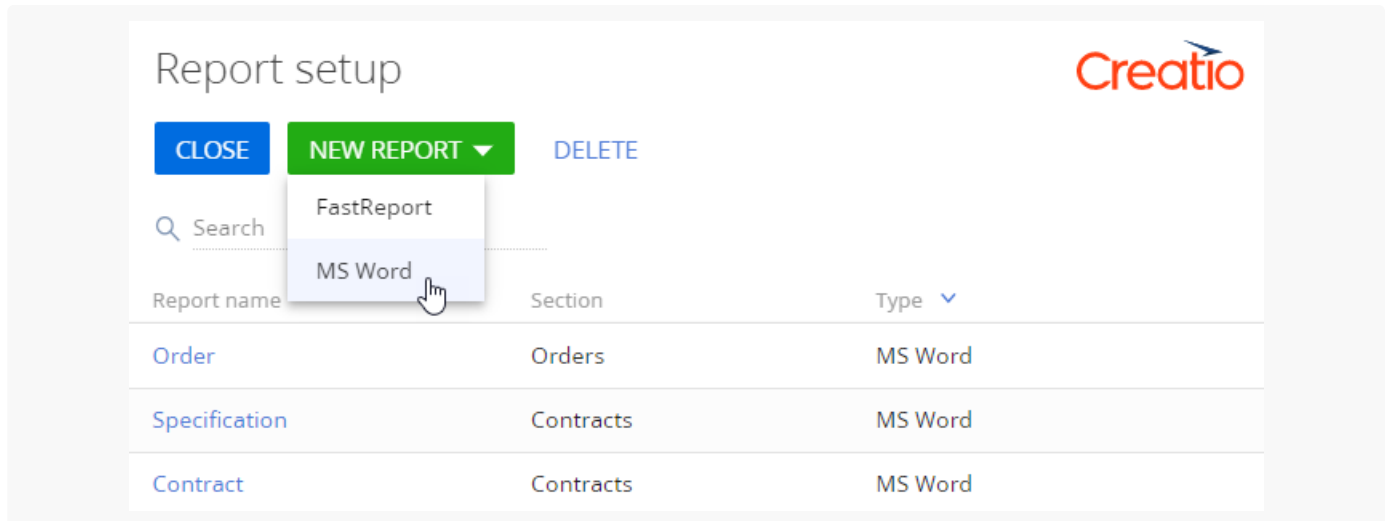 Report setup
Creatio
CLOSE NEW REPORT DELETE
FastReport
Search
MS Word
Report name Section Type
Order Orders MS Word
Specification Contracts MS Word
Contract Contracts MS Word